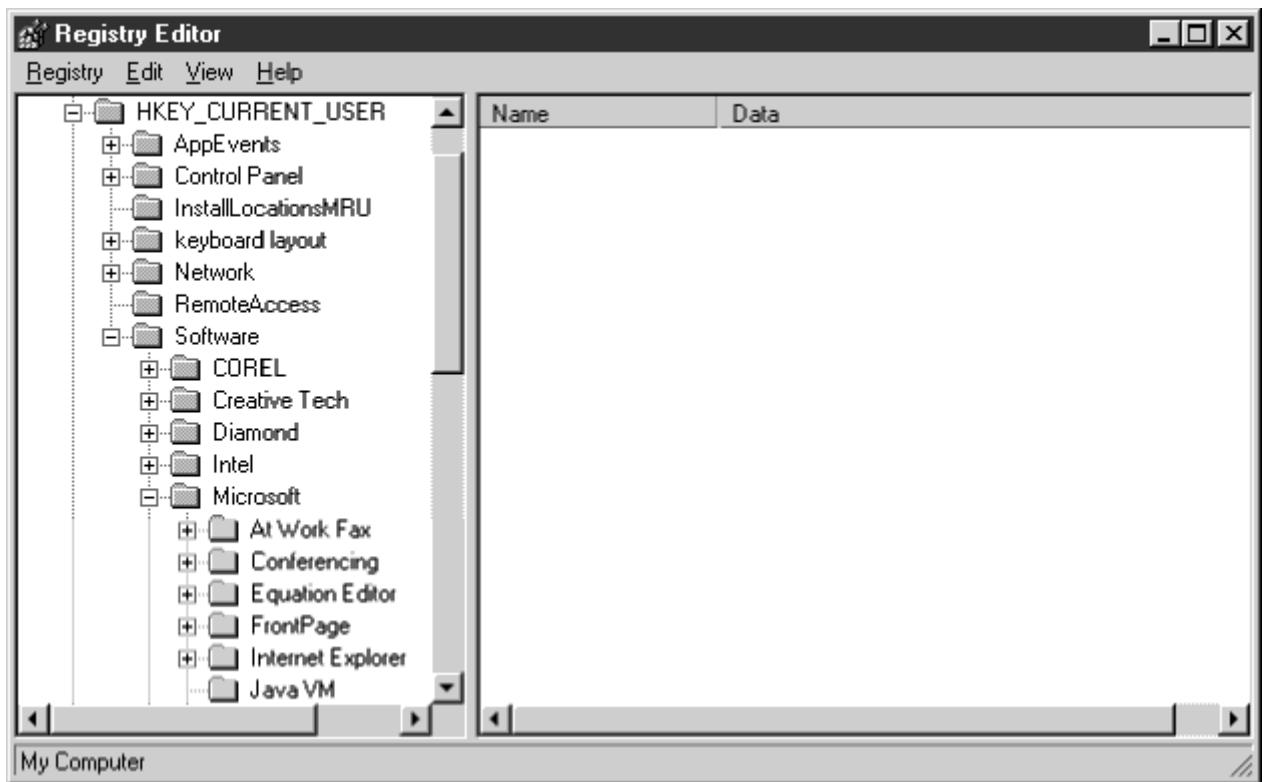 Registry Editor
Registry Edit View Help
HKEY_CURRENT_USER
AppEvents
Control Panel
InstallLocationsMRU
keyboard layout
Network
RemoteAccess
Software
COREL
Creative Tech
Diamond
Intel
Microsoft
At Work Fax
Conferencing
Equation Editor
FrontPage
Internet Explorer
Java VM
Name Data
My Computer